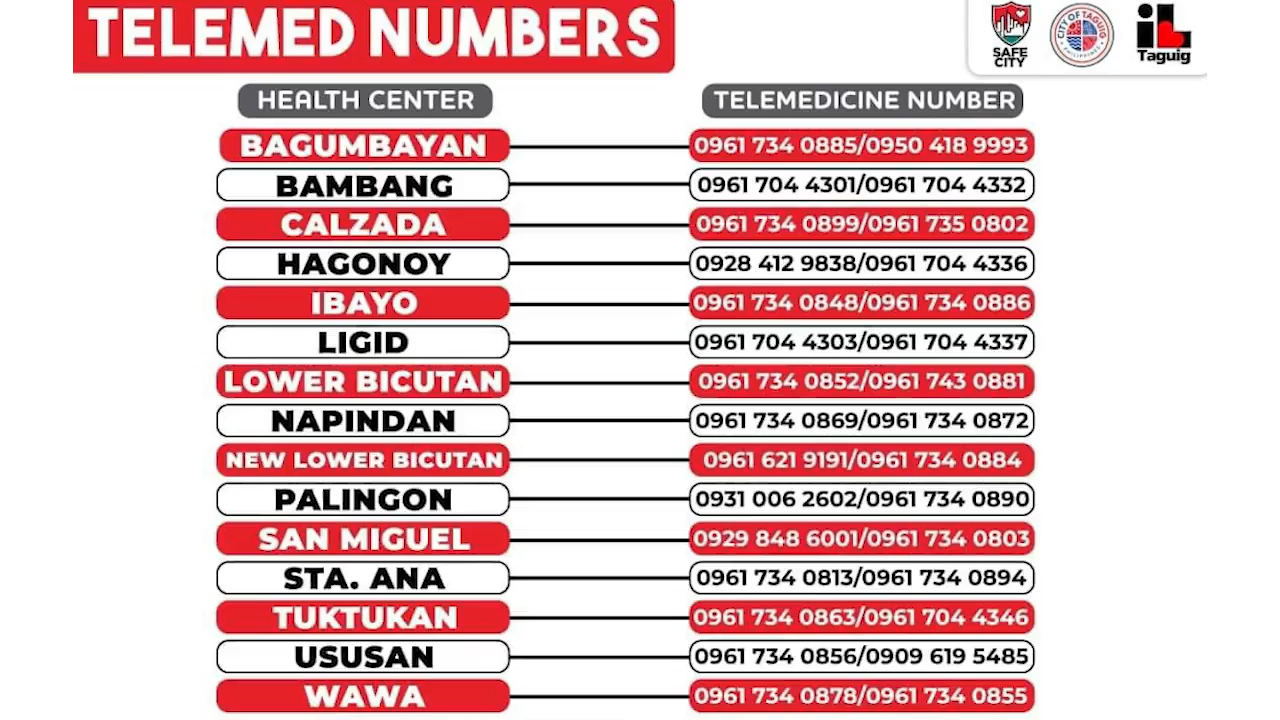 TELEMED NUMBERS
SAFE CITY
CITY OF TAGUIG
PHILIPPINES
iL Taguig
HEALTH CENTER TELEMEDICINE NUMBER
BAGUMBAYAN 0961 734 0885/0950 418 9993
BAMBANG 0961 704 4301/0961 704 4332
CALZADA 0961 734 0899/0961 735 0802
HAGONOY 0928 412 9838/0961 704 4336
IBAYO 0961 734 0848/0961 734 0886
LIGID 0961 704 4303/0961 704 4337
LOWER BICUTAN 0961 734 0852/0961 743 0881
NAPINDAN 0961 734 0869/0961 734 0872
NEW LOWER BICUTAN 0961 621 9191/0961 734 0884
PALINGON 0931 006 2602/0961 734 0890
SAN MIGUEL 0929 848 6001/0961 734 0803
STA. ANA 0961 734 0813/0961 734 0894
TUKTUKAN 0961 734 0863/0961 704 4346
USUSAN 0961 734 0856/0909 619 5485
WAWA 0961 734 0878/0961 734 0855